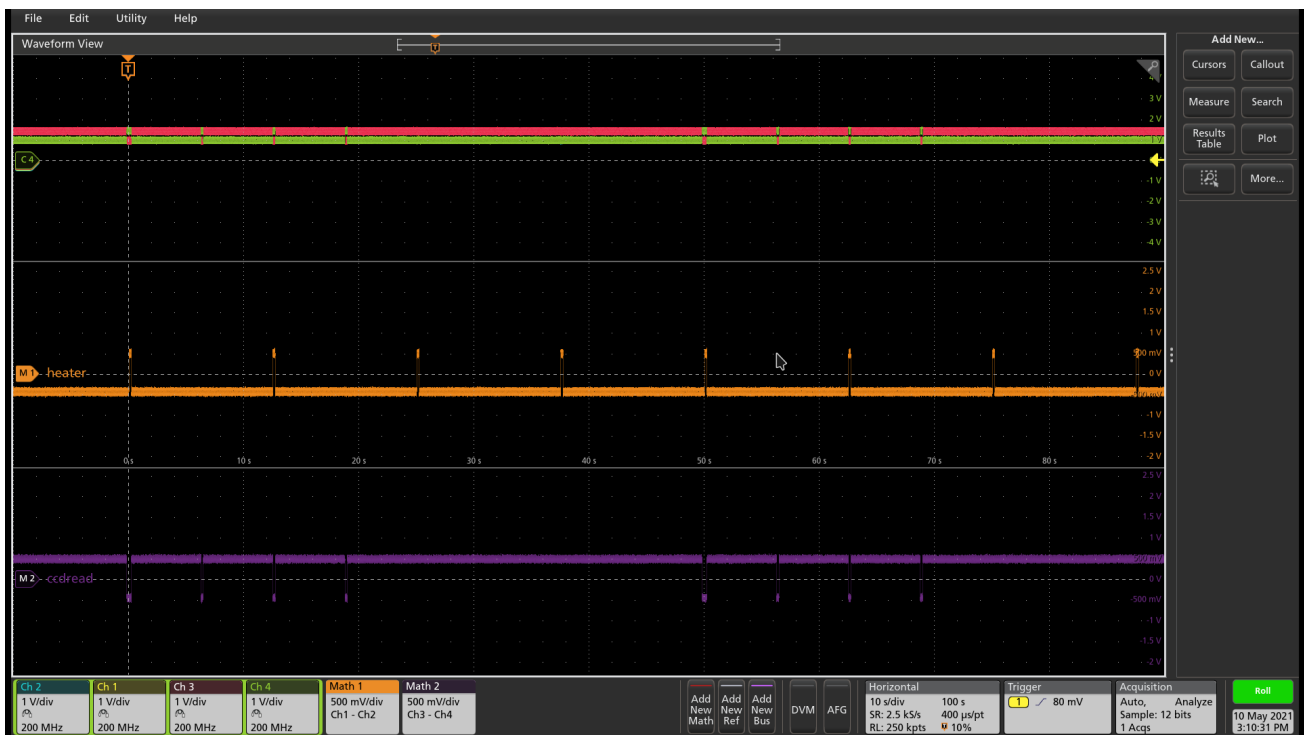 File Edit Utility Help
Waveform View
Add New...
Cursors Callout
Measure Search
Results Table Plot
More...
T
T
3 V
2 V
1 V
C 4
-1 V
-2 V
-3 V
-4 V
2.5 V
2 V
1.5 V
1 V
500 mV
M 1 heater
0 V
-1 V
-1.5 V
-2 V
0 s 10 s 20 s 30 s 40 s 50 s 60 s 70 s 80 s
2.5 V
2 V
1.5 V
1 V
500 mV
M 2 ccdread
0 V
-500 mV
-1 V
-1.5 V
-2 V
Ch 2
1 V/div
200 MHz
Ch 1
1 V/div
200 MHz
Ch 3
1 V/div
200 MHz
Ch 4
1 V/div
200 MHz
Math 1
500 mV/div
Ch1 - Ch2
Math 2
500 mV/div
Ch3 - Ch4
Add New Math
Add New Ref
Add New Bus
DVM
AFG
Horizontal
10 s/div 100 s
SR: 2.5 kS/s 400 µs/pt
RL: 250 kpts 10%
Trigger
1 80 mV
Acquisition
Auto, Analyze
Sample: 12 bits
1 Acqs
Roll
10 May 2021
3:10:31 PM